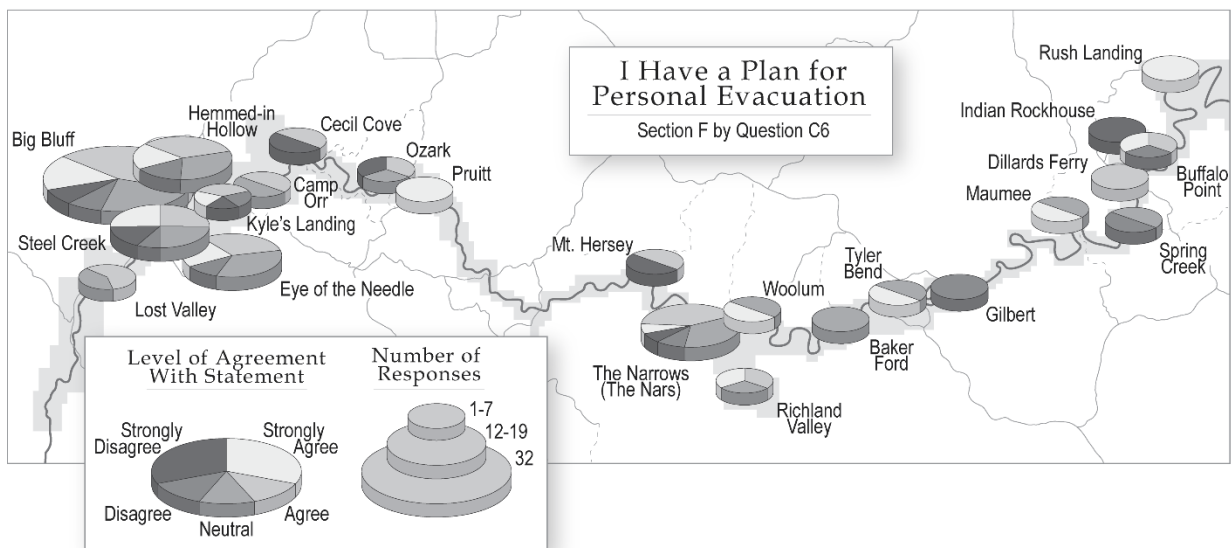 I Have a Plan for
Personal Evacuation
Section F by Question C6
Rush Landing
Indian Rockhouse
Dillards Ferry
Buffalo
Point
Maumee
Spring
Creek
Hemmed-in
Hollow
Cecil Cove
Big Bluff
Ozark
Pruitt
Camp
Orr
Kyle's Landing
Steel Creek
Eye of the Needle
Lost Valley
Mt. Hersey
Woolum
Tyler
Bend
Gilbert
Baker
Ford
The Narrows
(The Nars)
Richland
Valley
Level of Agreement
With Statement
Strongly
Disagree
Strongly
Agree
Disagree
Neutral
Agree
Number of
Responses
1-7
12-19
32